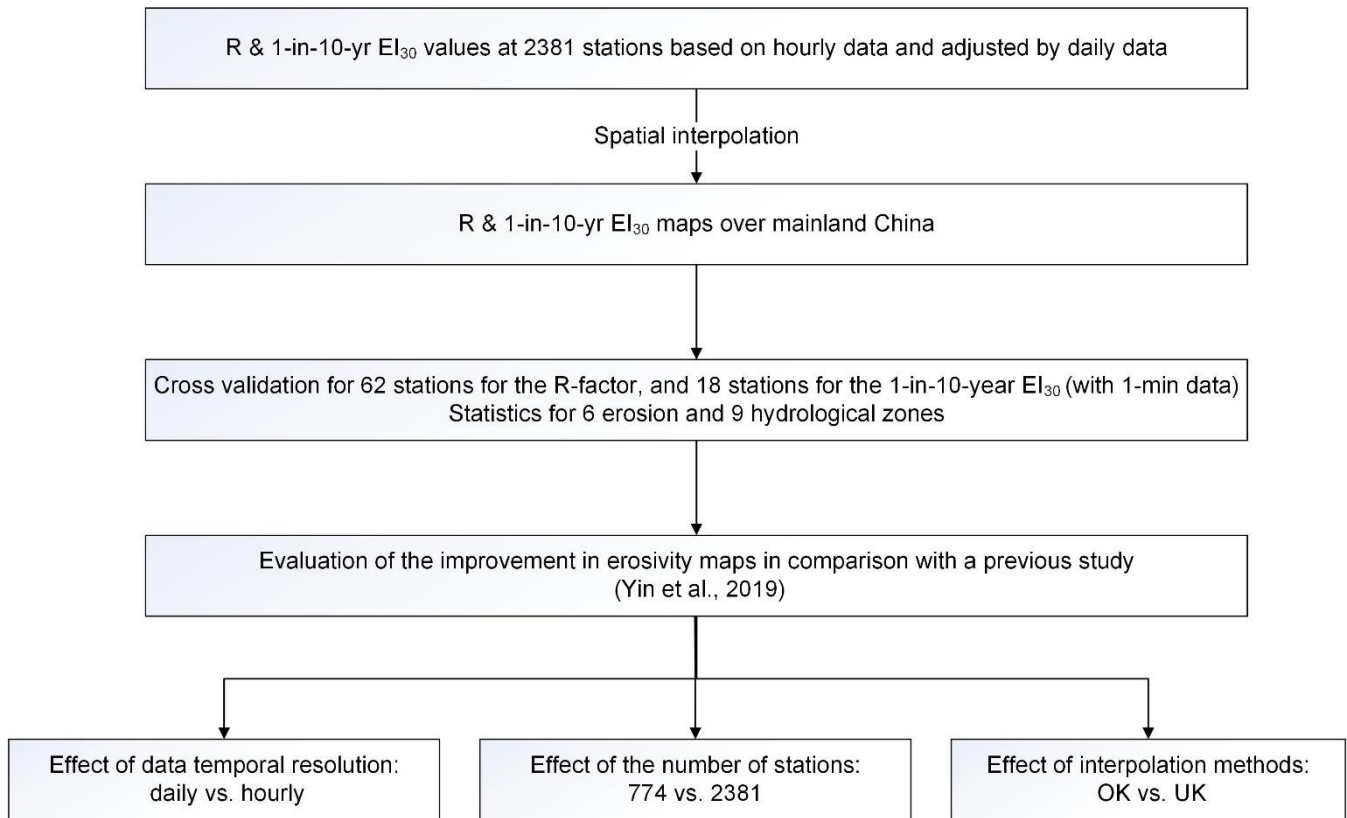 R & 1-in-10-yr EI₃₀ values at 2381 stations based on hourly data and adjusted by daily data
Spatial interpolation
R & 1-in-10-yr EI₃₀ maps over mainland China
Cross validation for 62 stations for the R-factor, and 18 stations for the 1-in-10-year EI₃₀ (with 1-min data)
Statistics for 6 erosion and 9 hydrological zones
Evaluation of the improvement in erosivity maps in comparison with a previous study
(Yin et al., 2019)
Effect of data temporal resolution:
daily vs. hourly
Effect of the number of stations:
774 vs. 2381
Effect of interpolation methods:
OK vs. UK